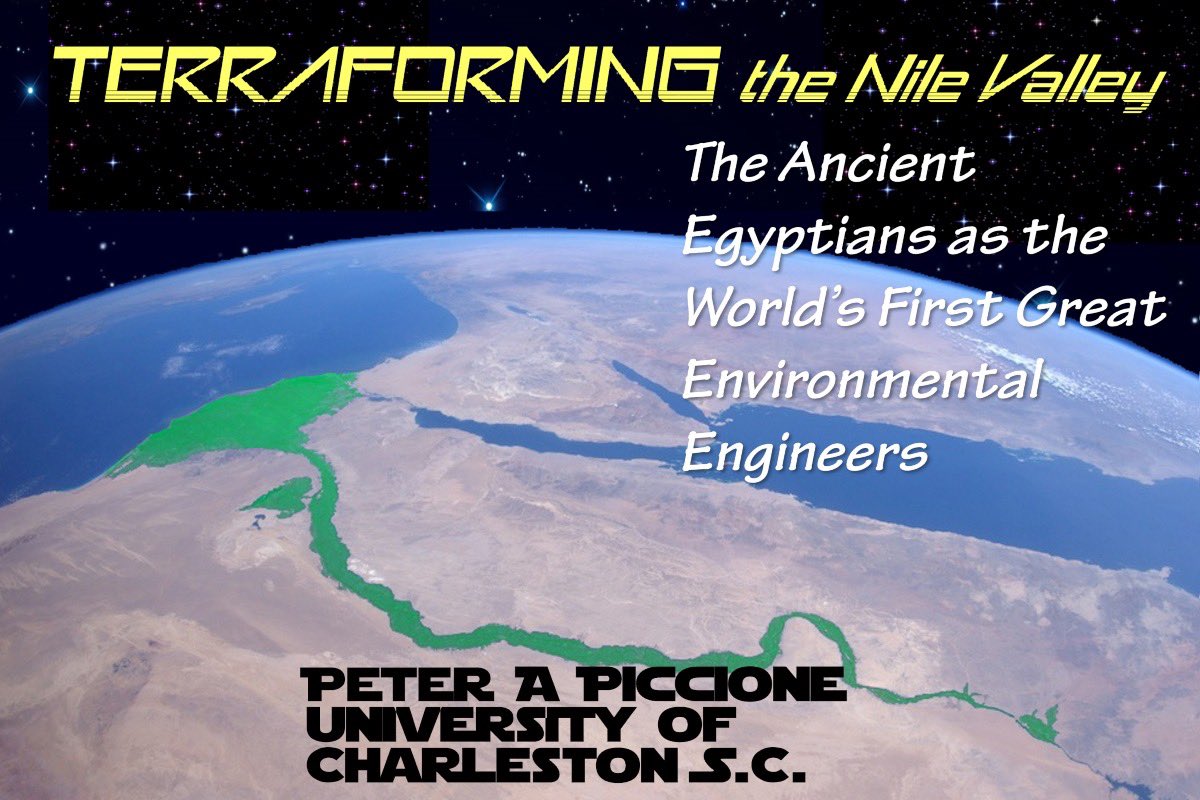 TERRAFORMING the Nile Valley
The Ancient
Egyptians as the
World's First Great
Environmental
Engineers
PETER A PICCIONE
UNIVERSITY OF
CHARLESTON S.C.